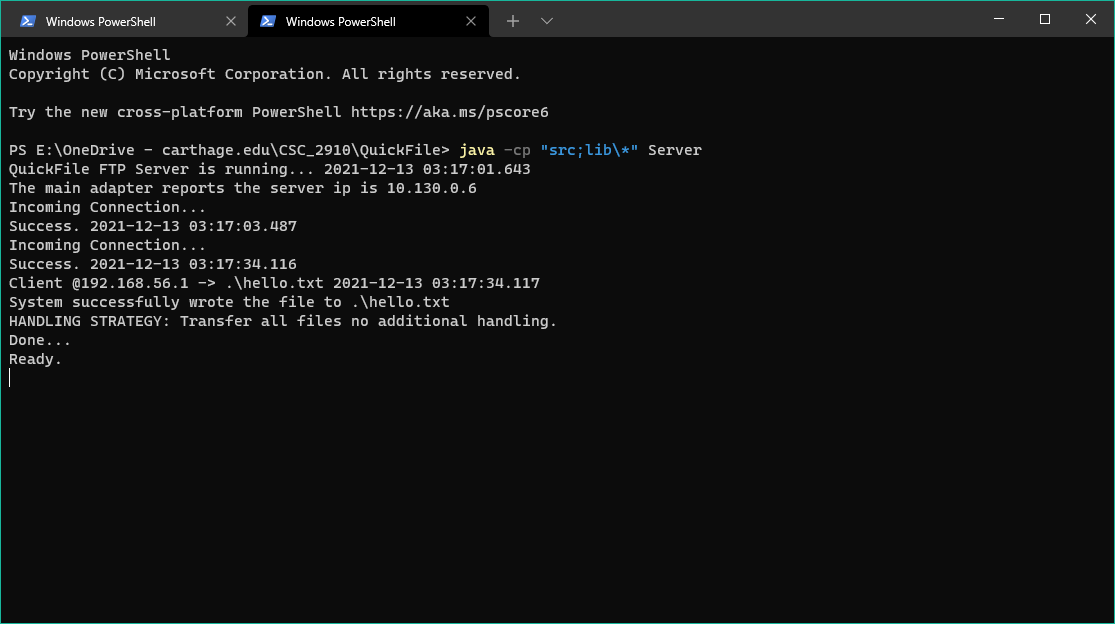 Windows PowerShell
Windows PowerShell
Windows PowerShell
Copyright (C) Microsoft Corporation. All rights reserved.
Try the new cross-platform PowerShell https://aka.ms/pscore6
PS E:\OneDrive - carthage.edu\CSC_2910\QuickFile> java -cp "src;lib\*" Server
QuickFile FTP Server is running... 2021-12-13 03:17:01.643
The main adapter reports the server ip is 10.130.0.6
Incoming Connection...
Success. 2021-12-13 03:17:03.487
Incoming Connection...
Success. 2021-12-13 03:17:34.116
Client @192.168.56.1 -> .\hello.txt 2021-12-13 03:17:34.117
System successfully wrote the file to .\hello.txt
HANDLING STRATEGY: Transfer all files no additional handling.
Done...
Ready.